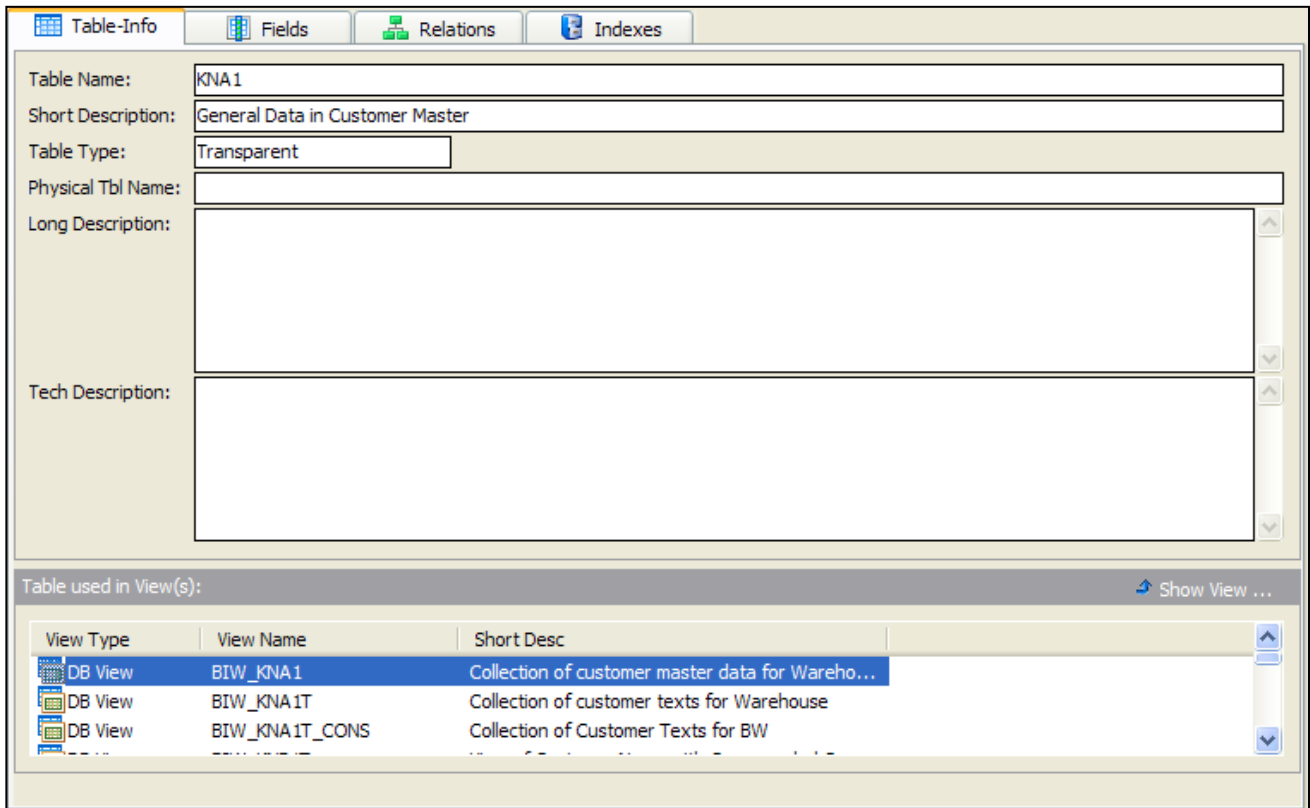 Table-Info Fields Relations Indexes
Table Name: KNA1
Short Description: General Data in Customer Master
Table Type: Transparent
Physical Tbl Name:
Long Description:
Tech Description:
Table used in View(s): Show View ...
View Type View Name Short Desc
DB View BIW_KNA1 Collection of customer master data for Wareho...
DB View BIW_KNA1T Collection of customer texts for Warehouse
DB View BIW_KNA1T_CONS Collection of Customer Texts for BW